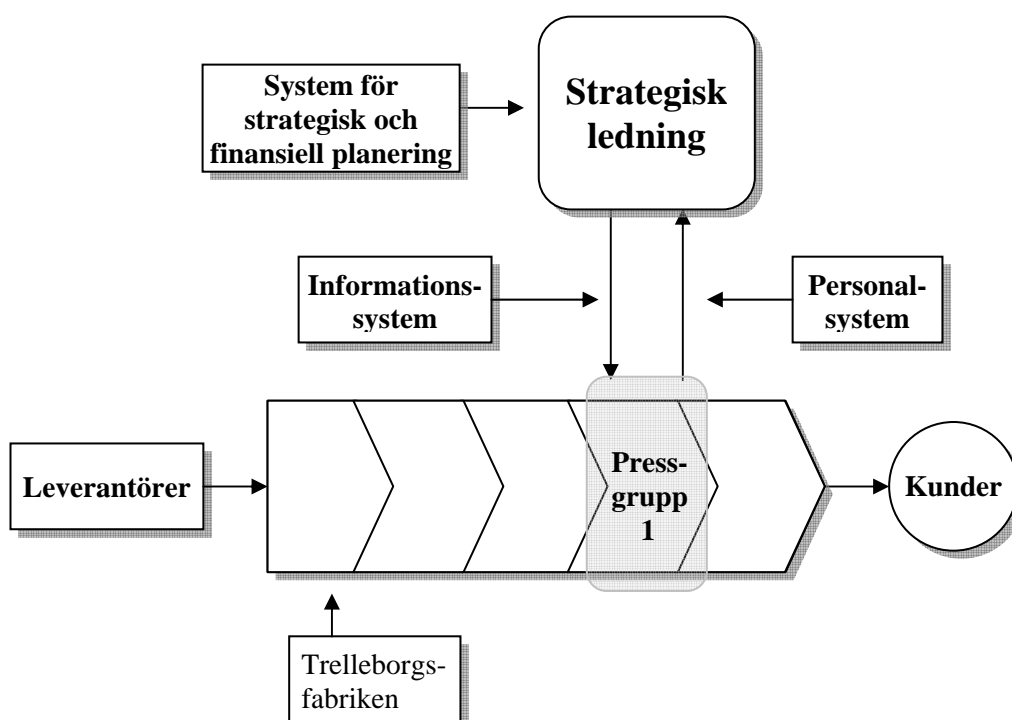 System för
strategisk och
finansiell planering
Strategisk
ledning
Informations-
system
Personal-
system
Leverantörer
Press-
grupp
1
Kunder
Trelleborgs-
fabriken